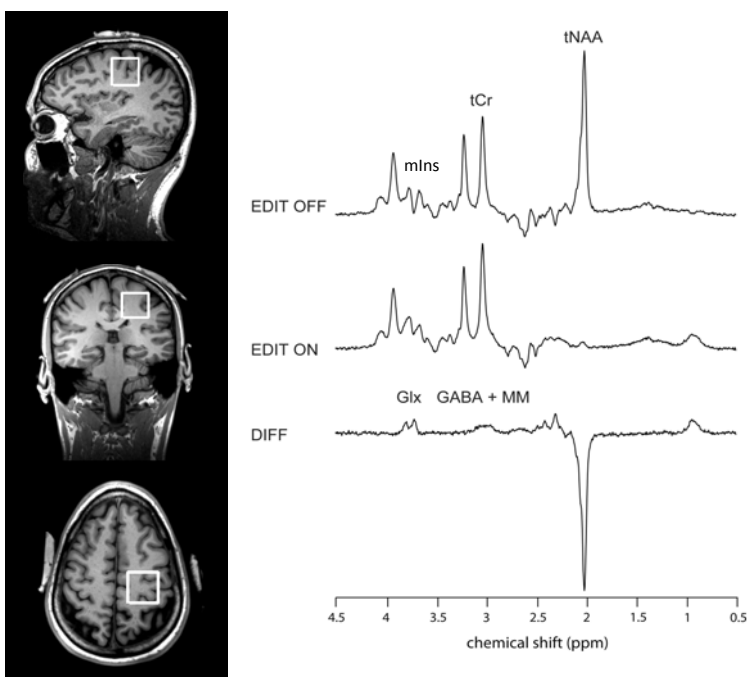 tNAA
tCr
mIns
EDIT OFF
EDIT ON
Glx GABA + MM
DIFF
4.5 4 3.5 3 2.5 2 1.5 1 0.5
chemical shift (ppm)